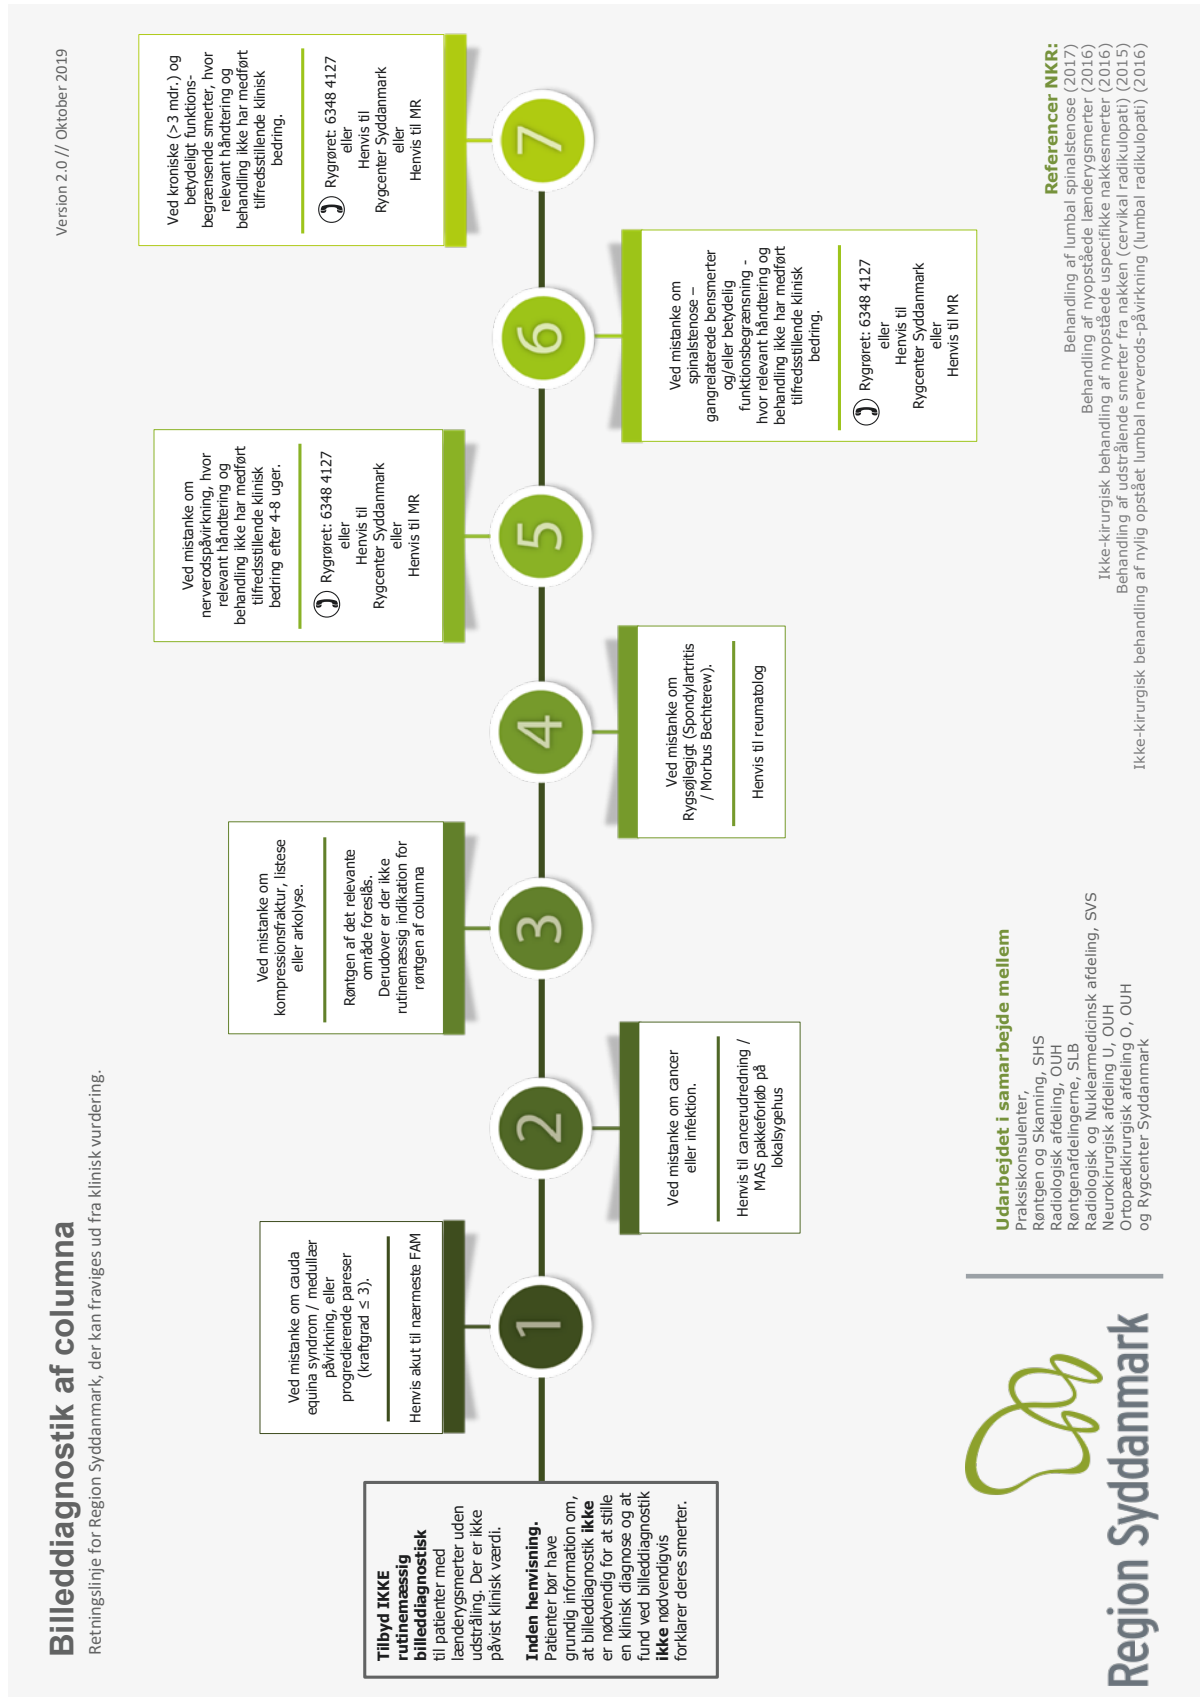 Billeddiagnostik af columna
Retningslinje for Region Syddanmark, der kan fraviges ud fra klinisk vurdering.
Version 2.0 // Oktober 2019
Tilbyd IKKE
rutinemæssig
billeddiagnostisk
til patienter med
lænderygsmerter uden
udstråling. Der er ikke
påvist klinisk værdi.
Inden henvisning.
Patienter bør have
grundig information om,
at billeddiagnostik ikke
er nødvendig for at stille
en klinisk diagnose og at
fund ved billeddiagnostik
ikke nødvendigvis
forklarer deres smerter.
1
Ved mistanke om cauda
equina syndrom / medullær
påvirkning, eller
progredierende pareser
(kraftgrad ≤ 3).
Henvis akut til nærmeste FAM
2
Ved mistanke om cancer
eller infektion.
Henvis til cancerudredning /
MAS pakkeforløb på
lokalsygehus
3
Ved mistanke om
kompressionsfraktur, listese
eller arkolyse.
Røntgen af det relevante
område foreslås.
Derudover er der ikke
rutinemæssig indikation for
røntgen af columna
4
Ved mistanke om
Rygsøjlegigt (Spondylartritis
/ Morbus Bechterew).
Henvis til reumatolog
5
Ved mistanke om
nerverodspåvirkning, hvor
relevant håndtering og
behandling ikke har medført
tilfredsstillende klinisk
bedring efter 4-8 uger.
Rygrøret: 6348 4127
eller
Henvis til
Rygcenter Syddanmark
eller
Henvis til MR
6
Ved mistanke om
spinalstenose –
gangrelaterede bensmerter
og/eller betydelig
funktionsbegrænsning -
hvor relevant håndtering og
behandling ikke har medført
tilfredsstillende klinisk
bedring.
Rygrøret: 6348 4127
eller
Henvis til
Rygcenter Syddanmark
eller
Henvis til MR
7
Ved kroniske (>3 mdr.) og
betydeligt funktions-
begrænsende smerter, hvor
relevant håndtering og
behandling ikke har medført
tilfredsstillende klinisk
bedring.
Rygrøret: 6348 4127
eller
Henvis til
Rygcenter Syddanmark
eller
Henvis til MR
Region Syddanmark
Udarbejdet i samarbejde mellem
Praksiskonsulenter,
Røntgen og Skanning, SHS
Radiologisk afdeling, OUH
Røntgenafdelingerne, SLB
Radiologisk og Nuklearmedicinsk afdeling, SVS
Neurokirurgisk afdeling U, OUH
Ortopædkirurgisk afdeling O, OUH
og Rygcenter Syddanmark
Referencer NKR:
Behandling af lumbal spinalstenose (2017)
Behandling af nyopståede lænderygsmerter (2016)
Ikke-kirurgisk behandling af nyopståede uspecifikke nakkesmerter (2016)
Behandling af udstrålende smerter fra nakken (cervikal radikulopati) (2015)
Ikke-kirurgisk behandling af nylig opstået lumbal nerverods-påvirkning (lumbal radikulopati) (2016)